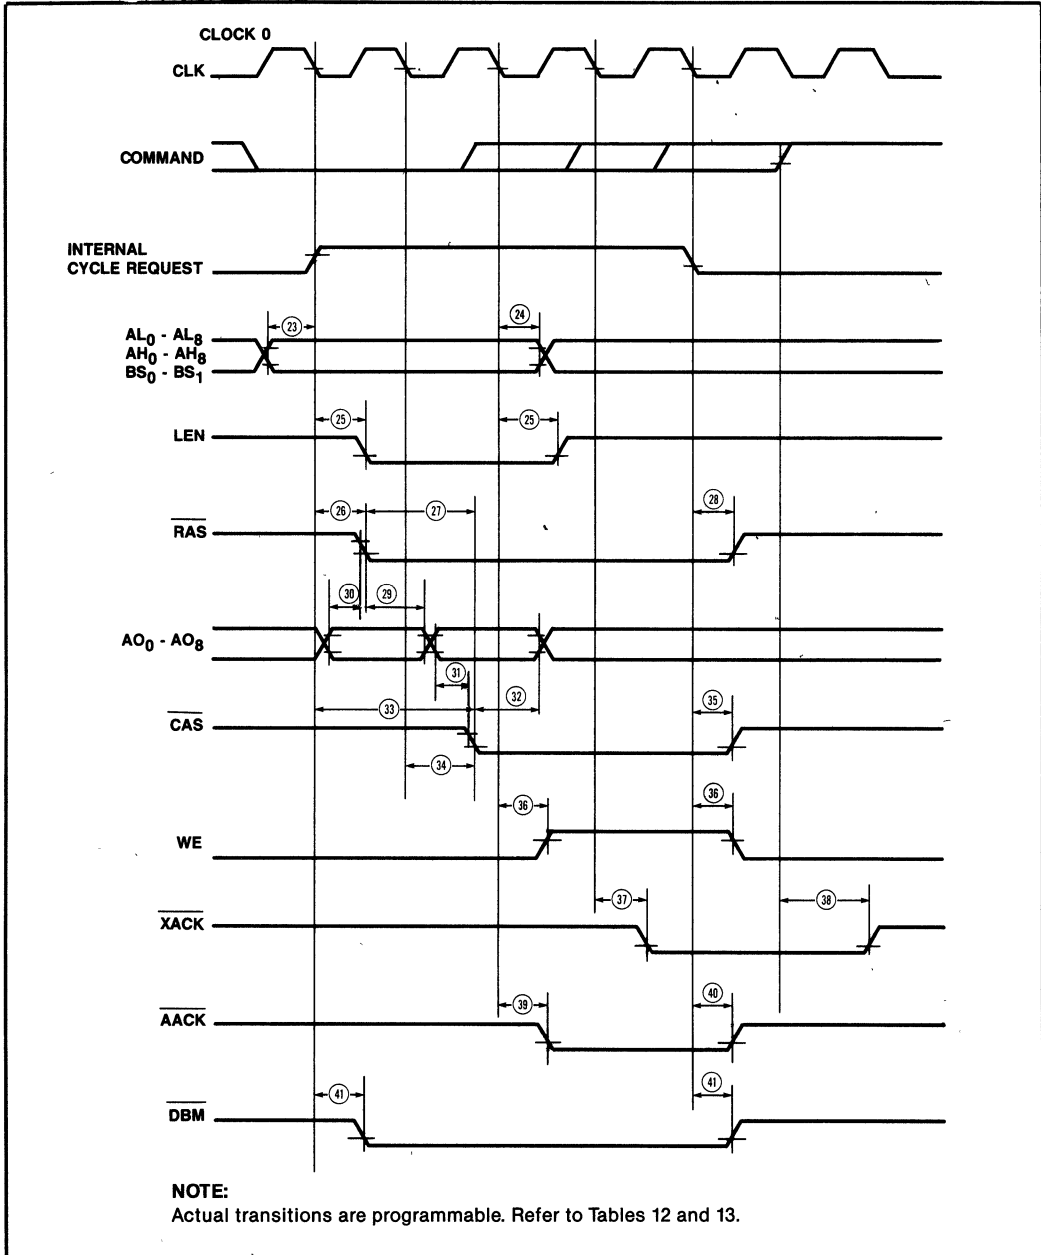 CLOCK 0
CLK
COMMAND
INTERNAL
CYCLE REQUEST
23
24
AL0 - AL8
AH0 - AH8
BS0 - BS1
25
25
LEN
26
27
28
RAS
30
29
AO0 - AO8
31
32
33
35
CAS
34
36
36
WE
37
38
XACK
39
40
AACK
41
41
DBM
NOTE:
Actual transitions are programmable. Refer to Tables 12 and 13.